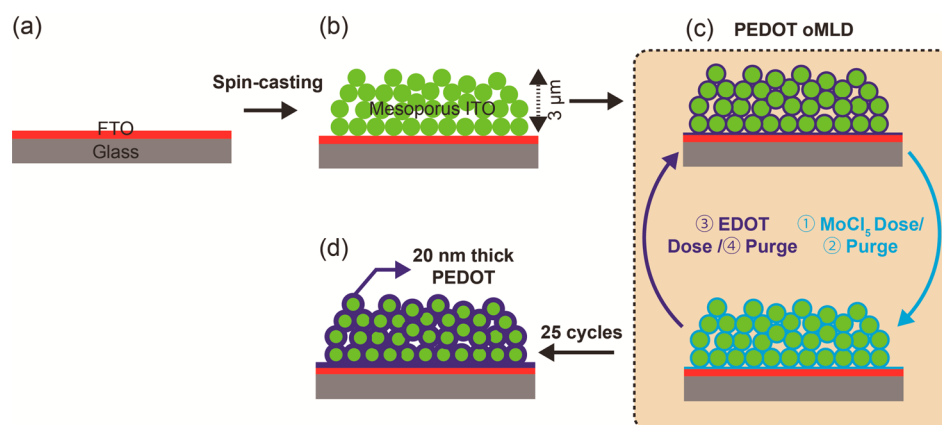 (a)
FTO
Glass
Spin-casting
(b)
Mesoporus ITO
3 μm
(c)
PEDOT oMLD
③ EDOT
Dose /④ Purge
① MoCl₅ Dose/
② Purge
(d)
20 nm thick
PEDOT
25 cycles